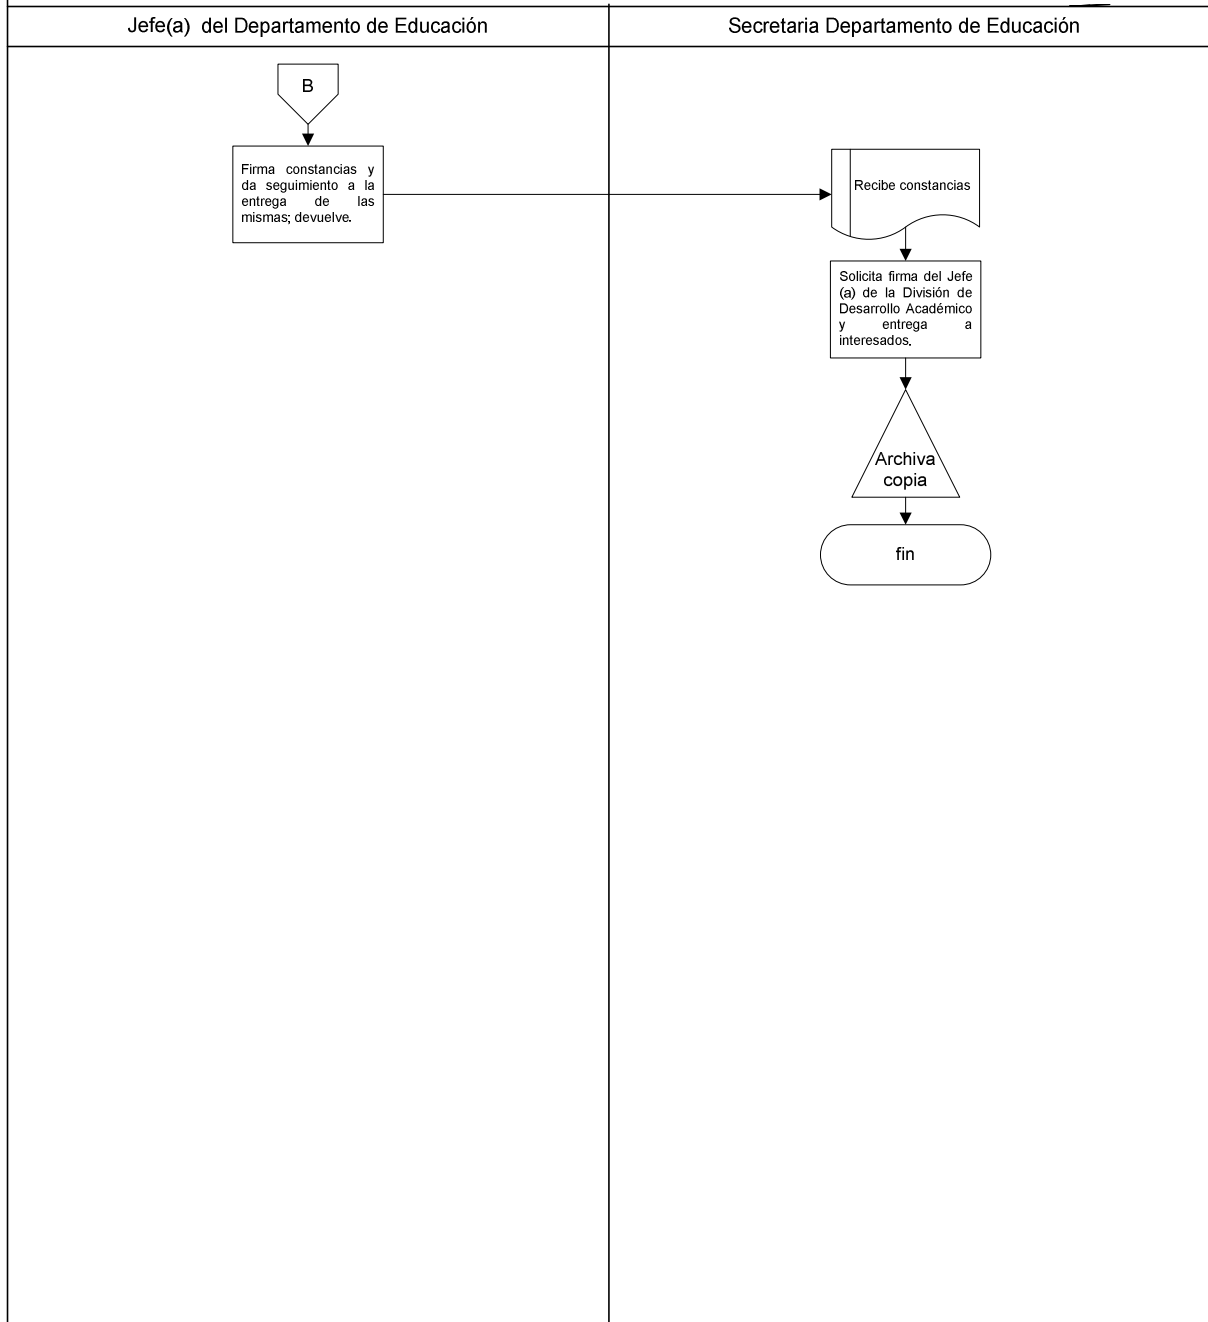 Jefe(a) del Departamento de Educación
Secretaria Departamento de Educación
B
Firma constancias y
da seguimiento a la
entrega de las
mismas; devuelve.
Recibe constancias
Solicita firma del Jefe
(a) de la División de
Desarrollo Académico
y entrega a
interesados.
Archiva
copia
fin